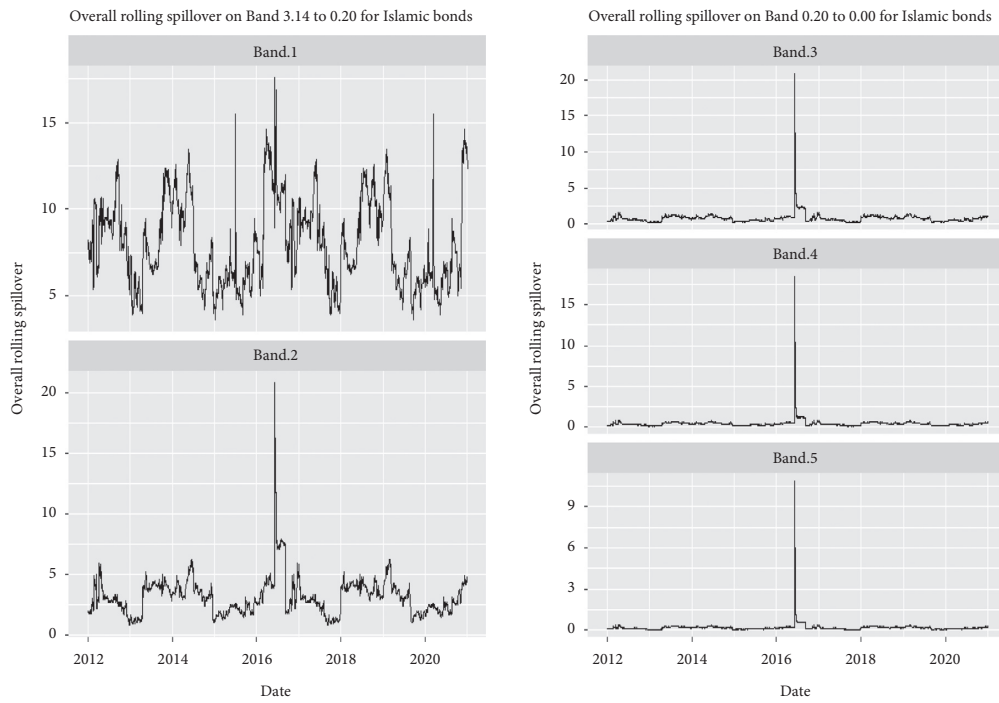 Overall rolling spillover on Band 3.14 to 0.20 for Islamic bonds
Band.1
15
10
5
Band.2
20
15
10
5
0
2012 2014 2016 2018 2020
Date
Overall rolling spillover
Overall rolling spillover on Band 0.20 to 0.00 for Islamic bonds
Band.3
20
15
10
5
0
Band.4
15
10
5
0
Band.5
9
6
3
0
2012 2014 2016 2018 2020
Date
Overall rolling spillover